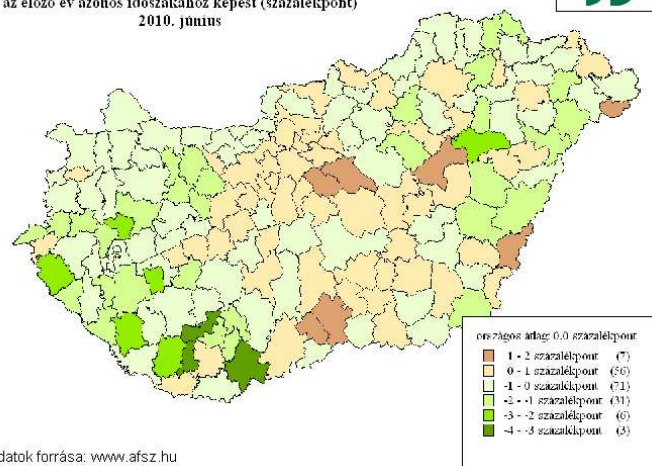 az előző év azonos időszakához képest (százalékpont)
2010. június
országos átlag: 0.0 százalékpont
1 - 2 százalékpont (7)
0 - 1 százalékpont (56)
-1 - 0 százalékpont (71)
-2 - -1 százalékpont (31)
-3 - -2 százalékpont (6)
-4 - -3 százalékpont (3)
datok forrása: www.afsz.hu